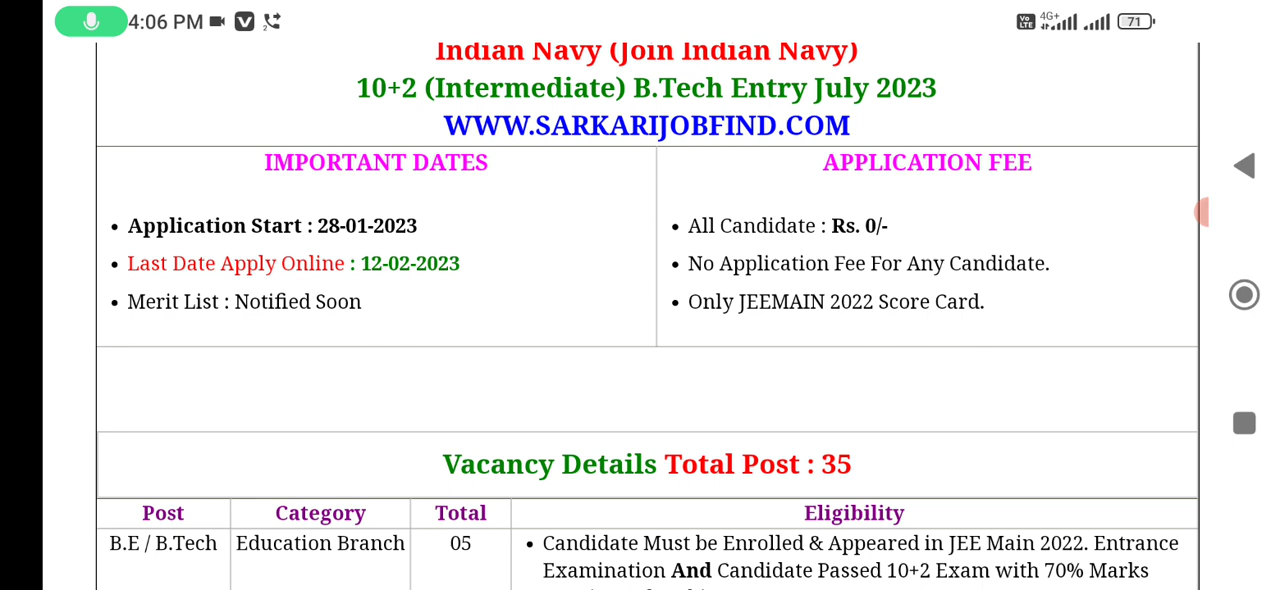 4:06 PM
Vo LTE 4G+ 71
Indian Navy (Join Indian Navy)
10+2 (Intermediate) B.Tech Entry July 2023
WWW.SARKARIJOBFIND.COM
IMPORTANT DATES
Application Start : 28-01-2023
Last Date Apply Online : 12-02-2023
Merit List : Notified Soon
APPLICATION FEE
All Candidate : Rs. 0/-
No Application Fee For Any Candidate.
Only JEEMAIN 2022 Score Card.
Vacancy Details Total Post : 35
Post Category Total Eligibility
B.E / B.Tech Education Branch 05
Candidate Must be Enrolled & Appeared in JEE Main 2022. Entrance
Examination And Candidate Passed 10+2 Exam with 70% Marks